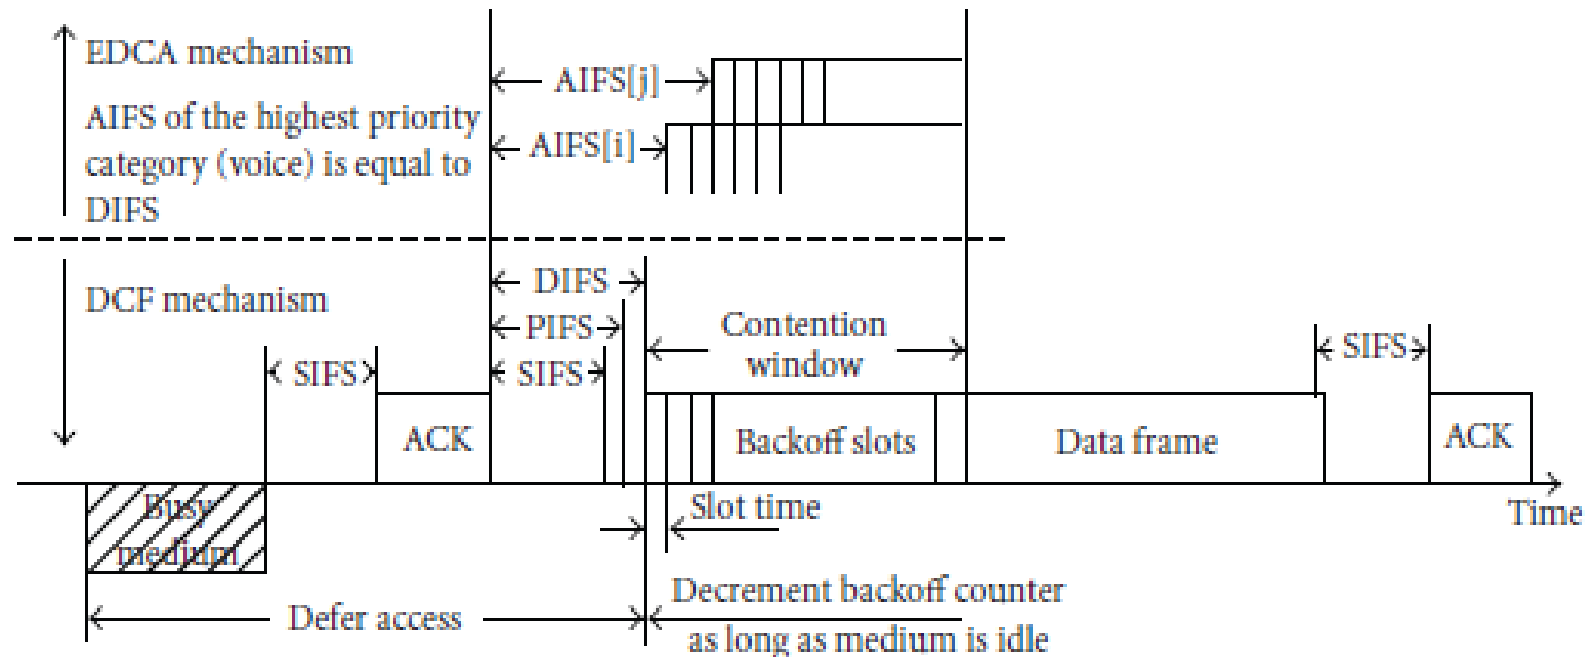 EDCA mechanism
AIFS of the highest priority
category (voice) is equal to
DIFS
AIFS[j]
AIFS[i]
DCF mechanism
DIFS
PIFS
SIFS
SIFS
Contention
window
SIFS
ACK
Backoff slots
Data frame
ACK
Busy
medium
Slot time
Time
Defer access
Decrement backoff counter
as long as medium is idle